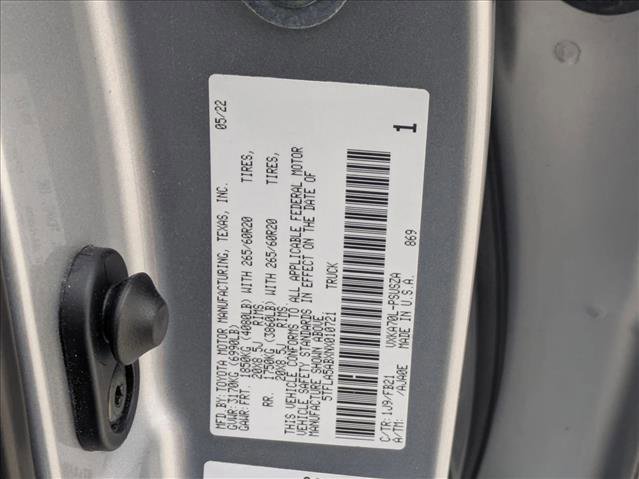 MFD.BY: TOYOTA MOTOR MANUFACTURING, TEXAS, INC. 05/22
GVWR:3170KG (6990LB)
GAWR:FRT. 1850KG (4080LB) WITH 265/60R20 TIRES,
20X8.5J RIMS
RR. 1750KG (3860LB) WITH 265/60R20 TIRES,
20X8.5J RIMS
THIS VEHICLE CONFORMS TO ALL APPLICABLE FEDERAL MOTOR
VEHICLE SAFETY STANDARDS IN EFFECT ON THE DATE OF
MANUFACTURE SHOWN ABOVE.
5TFLA5ABXNX010721 TRUCK
C/TR:1J9/FB21 UXKA70L-PSUSZA 869 1
A/TM: /AJA0E MADE IN U.S.A.